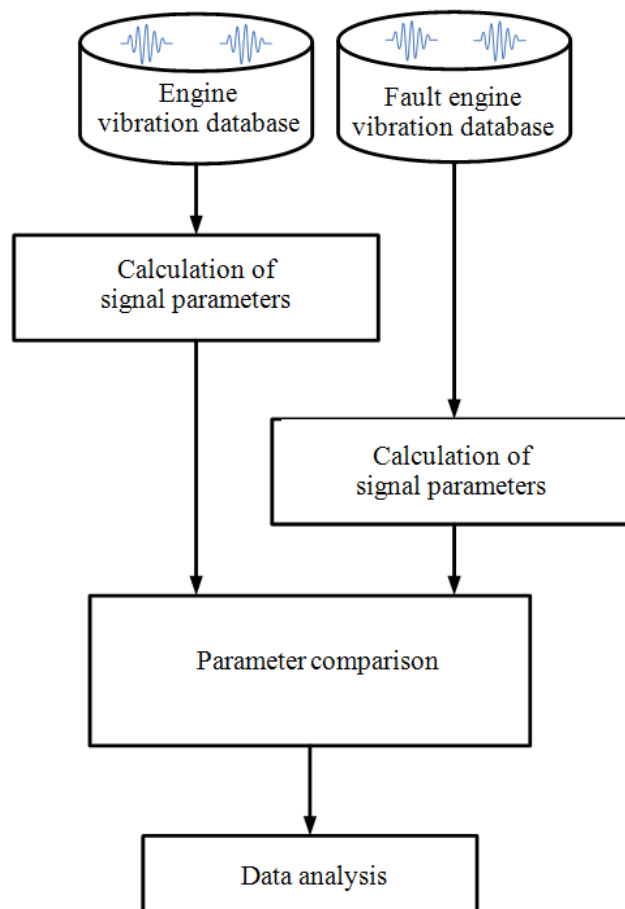 Engine
vibration database
Fault engine
vibration database
Calculation of
signal parameters
Calculation of
signal parameters
Parameter comparison
Data analysis